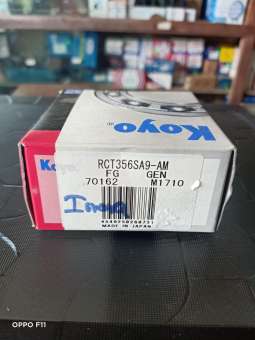 Koyo
Koyo
RCT356SA9-AM
FG GEN
70162 M1710
MADE IN JAPAN
OPPO F11